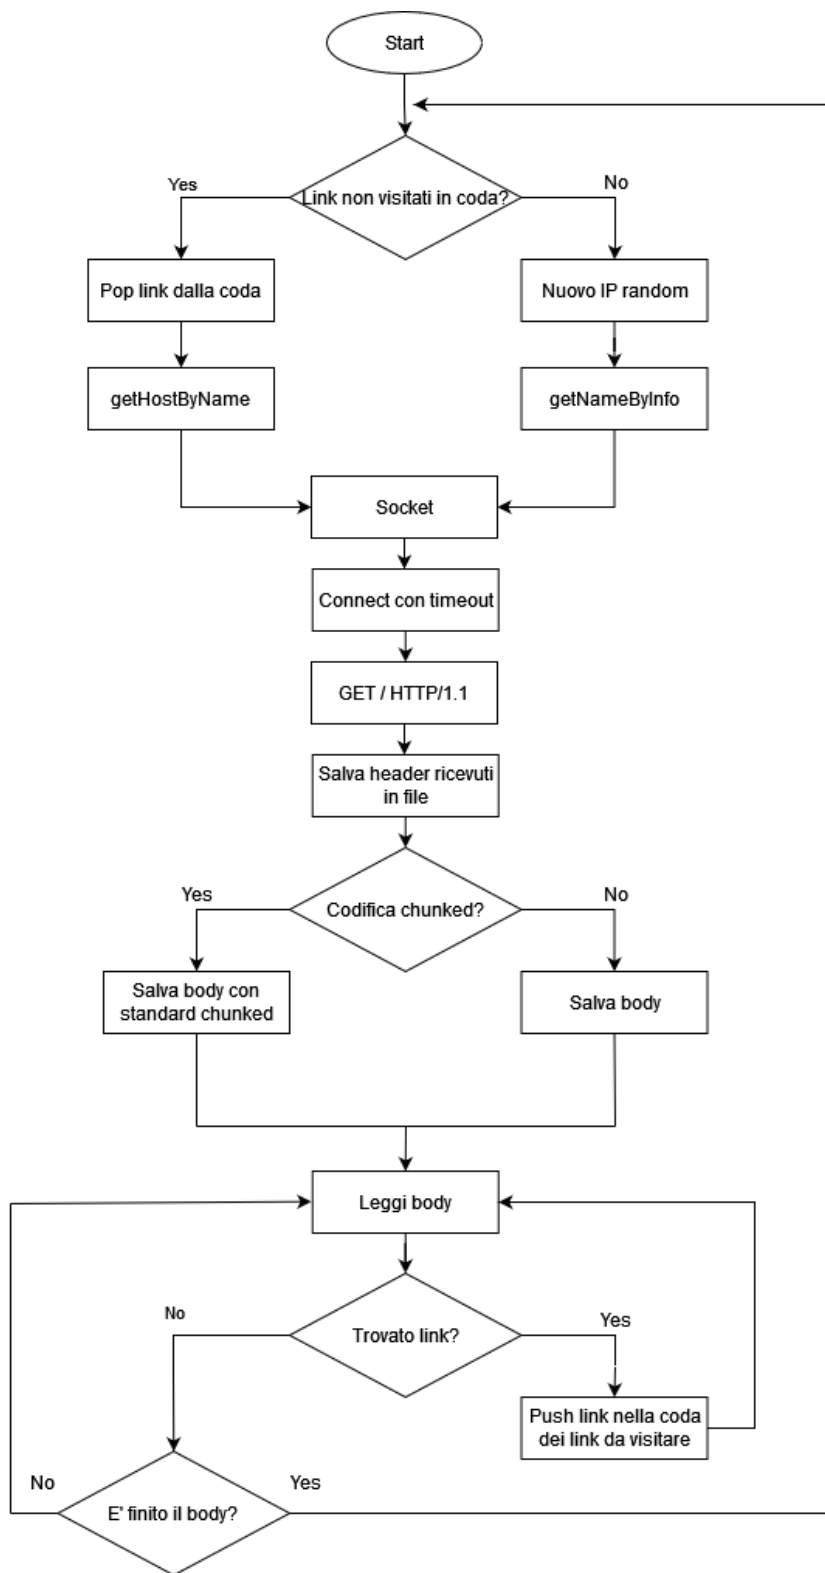 Start
Link non visitati in coda?
Yes
No
Pop link dalla coda
Nuovo IP random
getHostByName
getNameByInfo
Socket
Connect con timeout
GET / HTTP/1.1
Salva header ricevuti
in file
Codifica chunked?
Yes
No
Salva body con
standard chunked
Salva body
Leggi body
Trovato link?
No
Yes
Push link nella coda
dei link da visitare
E' finito il body?
No
Yes